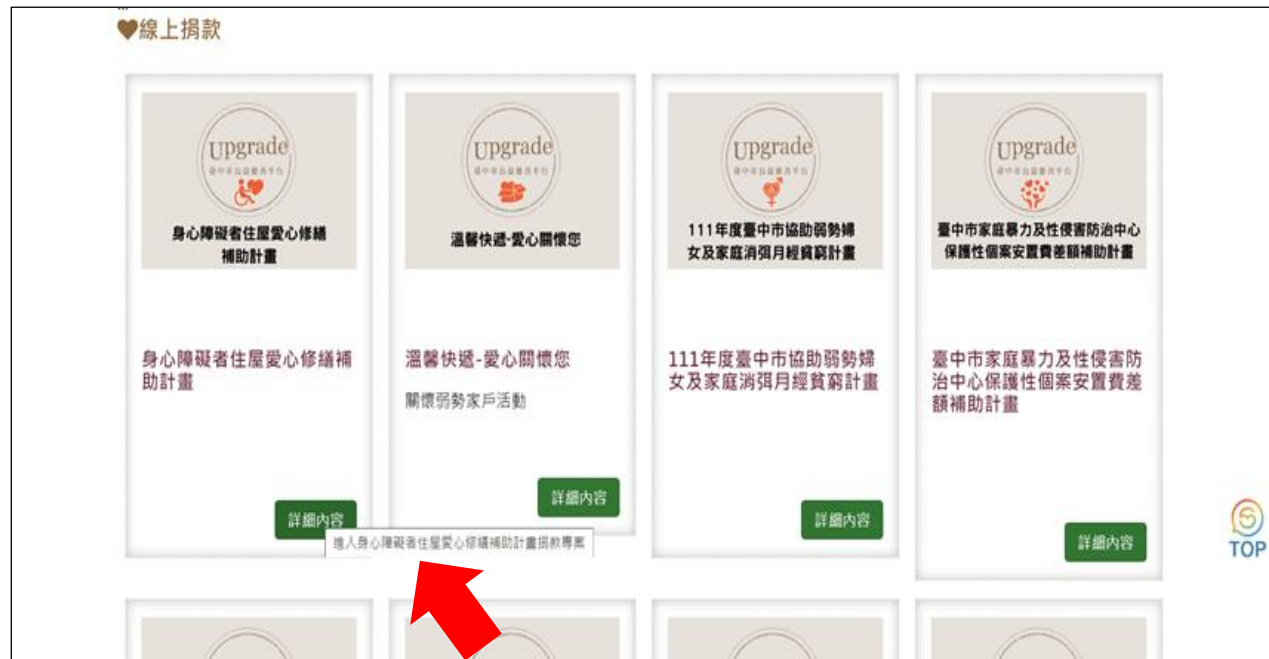 線上捐款
Upgrade
身心障礙者住屋愛心修繕
補助計畫
身心障礙者住屋愛心修繕補
助計畫
詳細內容
進入身心障礙者住屋愛心修繕補助計畫捐款專案
Upgrade
溫馨快遞-愛心關懷您
溫馨快遞-愛心關懷您
關懷弱勢家戶活動
詳細內容
Upgrade
111年度臺中市協助弱勢婦
女及家庭消弭月經貧窮計畫
111年度臺中市協助弱勢婦
女及家庭消弭月經貧窮計畫
詳細內容
Upgrade
臺中市家庭暴力及性侵害防治中心
保護性個案安置費差額補助計畫
臺中市家庭暴力及性侵害防
治中心保護性個案安置費差
額補助計畫
詳細內容
TOP